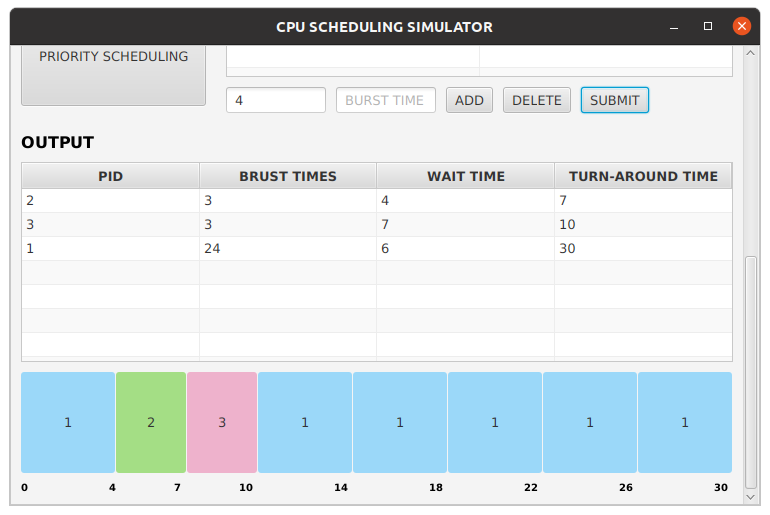 CPU SCHEDULING SIMULATOR
PRIORITY SCHEDULING
4 BURST TIME ADD DELETE SUBMIT
OUTPUT
PID BRUST TIMES WAIT TIME TURN-AROUND TIME
2 3 4 7
3 3 7 10
1 24 6 30
1 2 3 1 1 1 1 1
0 4 7 10 14 18 22 26 30